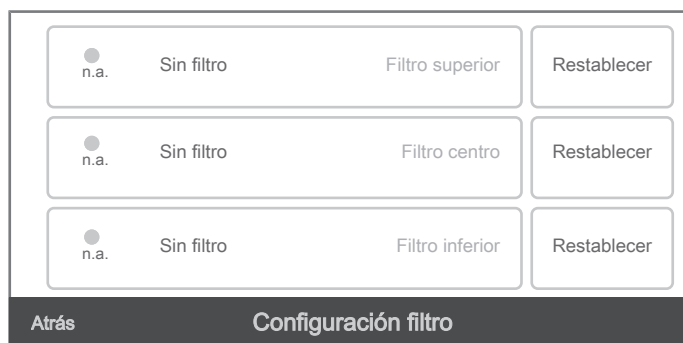 Sin filtro Filtro superior Restablecer
n.a.
Sin filtro Filtro centro Restablecer
n.a.
Sin filtro Filtro inferior Restablecer
n.a.
Atrás Configuración filtro